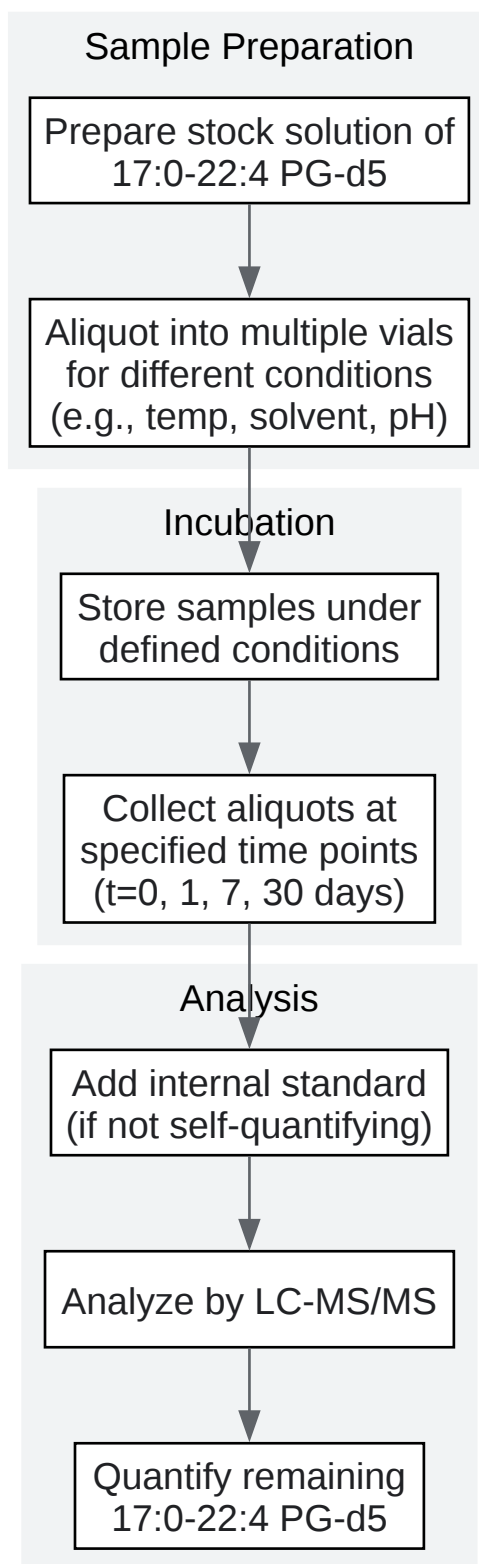 Sample Preparation
Prepare stock solution of
17:0-22:4 PG-d5
Aliquot into multiple vials
for different conditions
(e.g., temp, solvent, pH)
Incubation
Store samples under
defined conditions
Collect aliquots at
specified time points
(t=0, 1, 7, 30 days)
Analysis
Add internal standard
(if not self-quantifying)
Analyze by LC-MS/MS
Quantify remaining
17:0-22:4 PG-d5